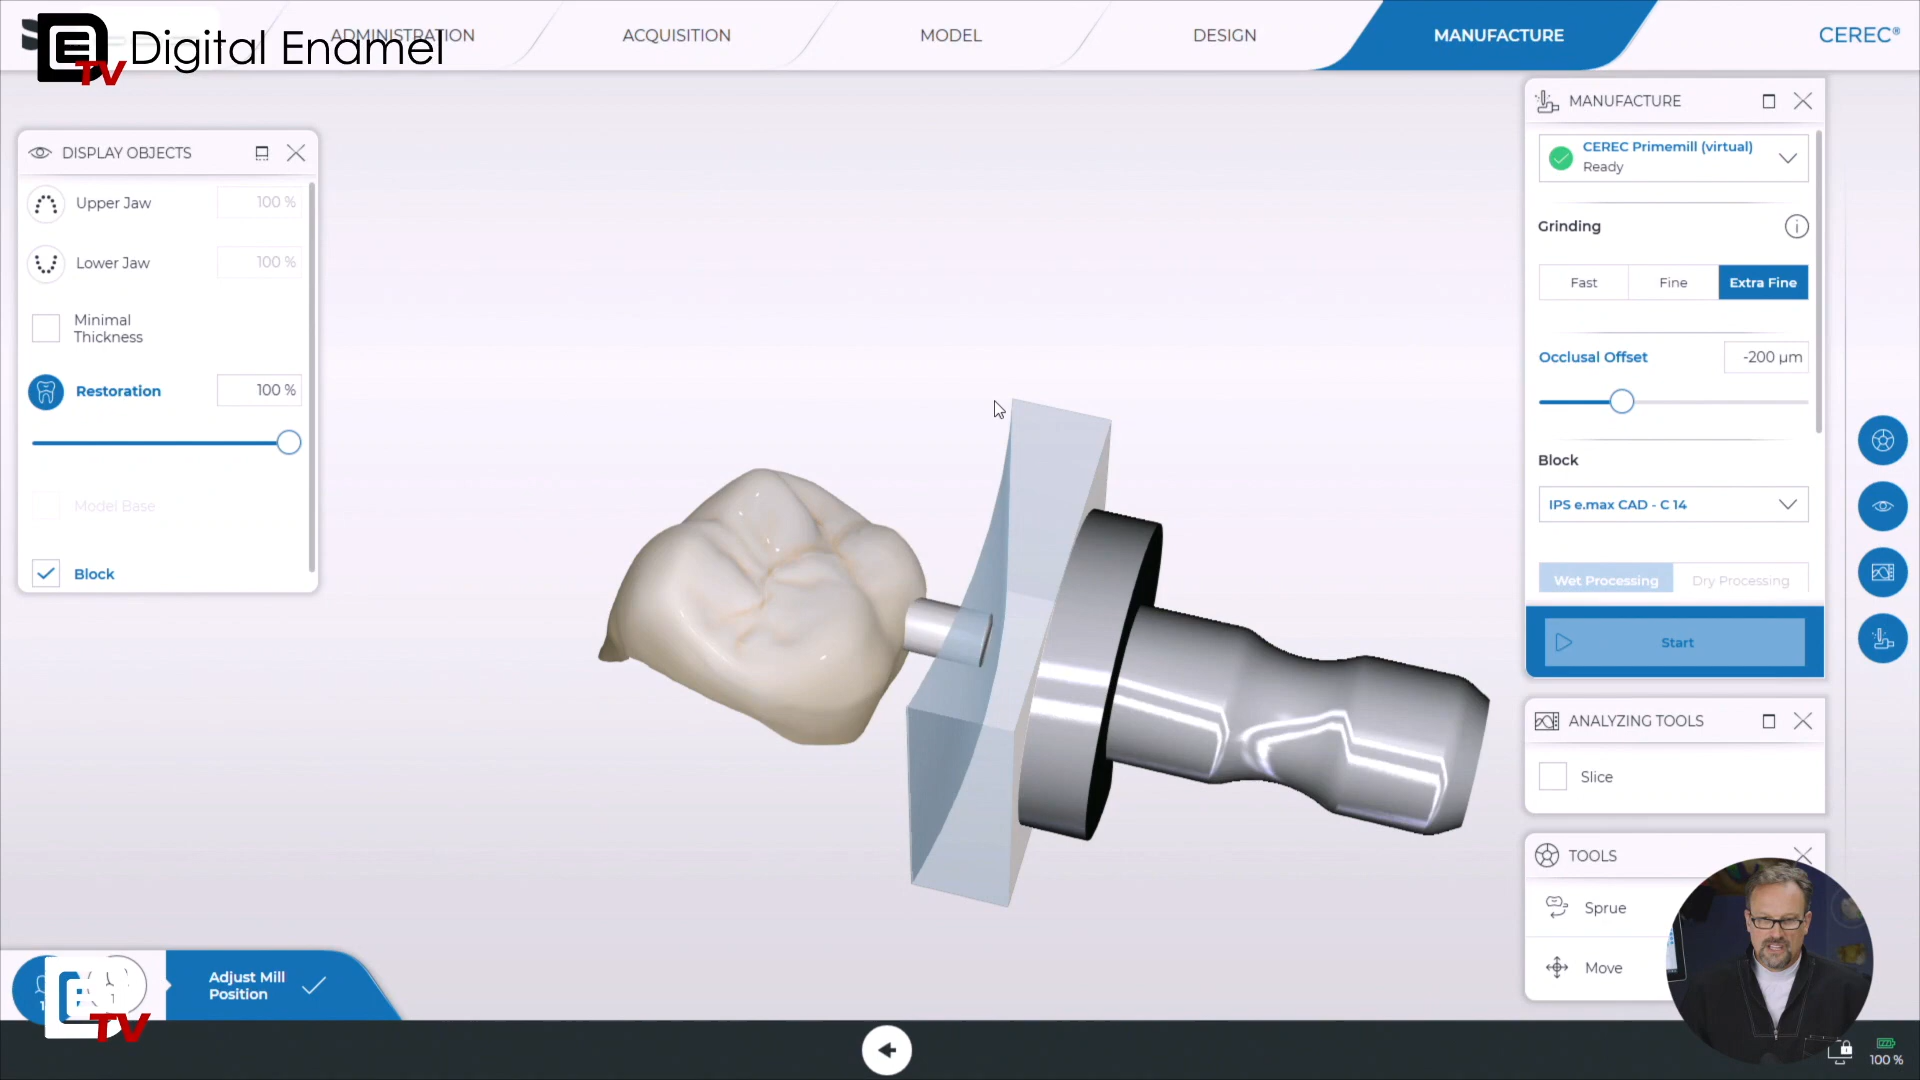 Digital Enamel
TV
ADMINISTRATION
ACQUISITION
MODEL
DESIGN
MANUFACTURE
CEREC®
DISPLAY OBJECTS
Upper Jaw
100 %
Lower Jaw
100 %
Minimal
Thickness
Restoration
100 %
Model Base
Block
MANUFACTURE
CEREC Primemill (virtual)
Ready
Grinding
Fast
Fine
Extra Fine
Occlusal Offset
-200 µm
Block
IPS e.max CAD - C 14
Wet Processing
Dry Processing
Start
ANALYZING TOOLS
Slice
TOOLS
Sprue
Move
Adjust Mill
Position
TV
100 %